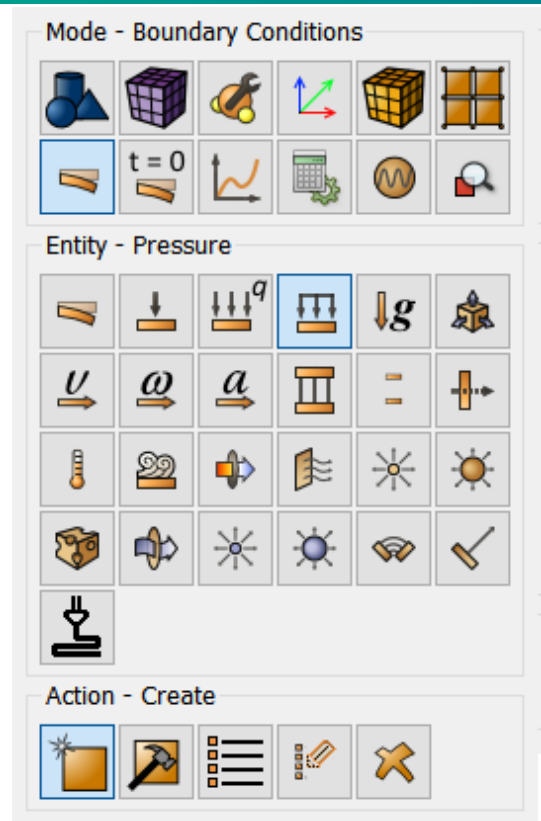 Mode - Boundary Conditions
t = 0
Entity - Pressure
q
g
υ ω a
Action - Create